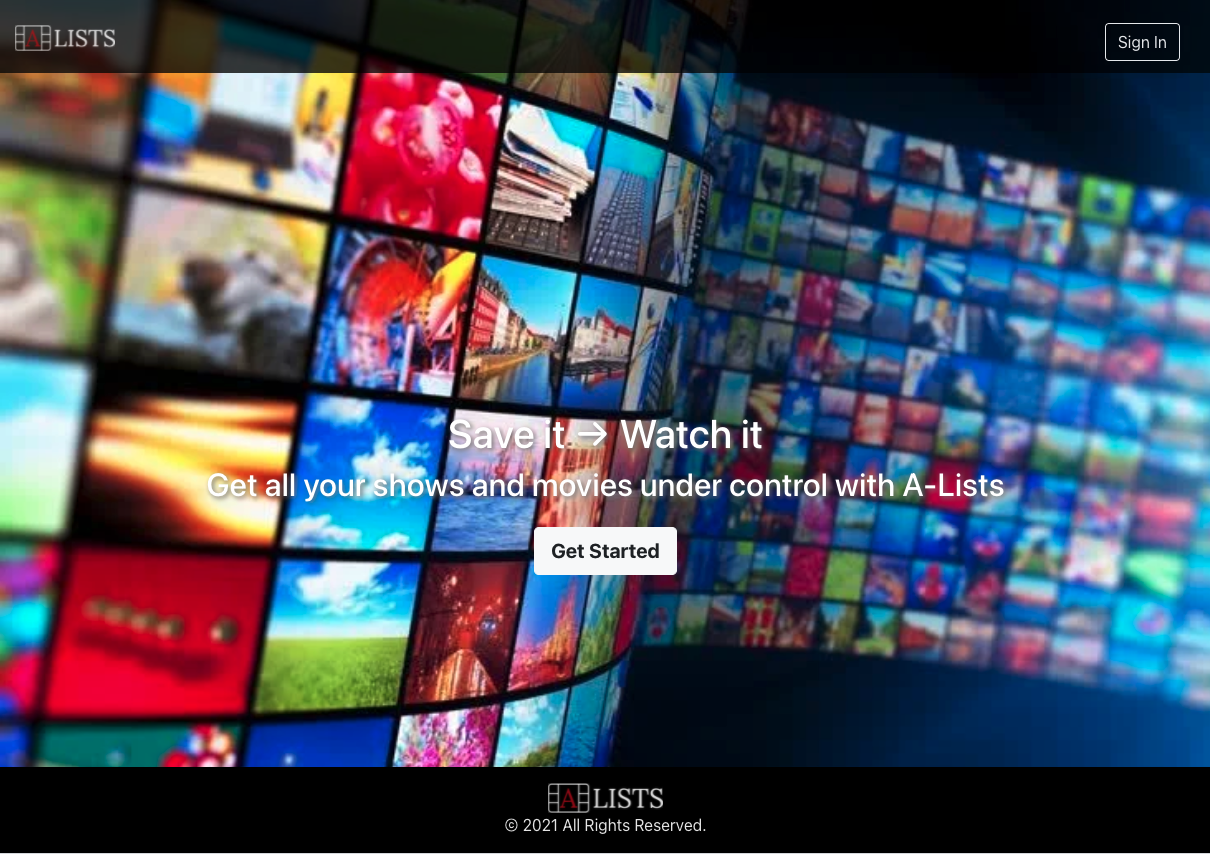 A LISTS
Sign In
Save it → Watch it
Get all your shows and movies under control with A-Lists
Get Started
A LISTS
© 2021 All Rights Reserved.